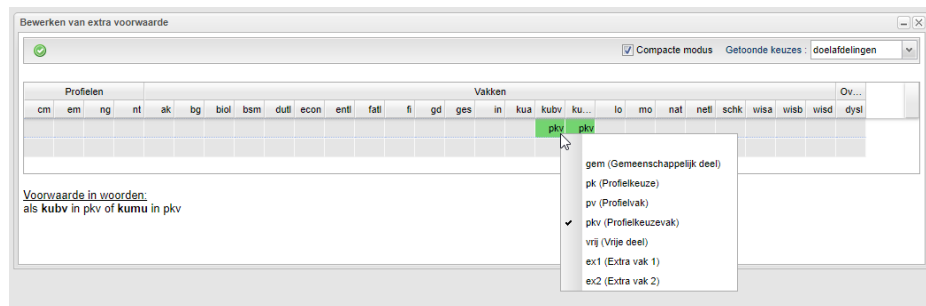 Bewerken van extra voorwaarde
Compacte modus Getoonde keuzes : doelafdelingen
Profielen Vakken Ov...
cm em ng nt ak bg biol bsm dutl econ entl fatl fi gd ges in kua kubv ku... lo mo nat netl schk wisa wisb wisd dysl
pkv pkv
gem (Gemeenschappelijk deel)
pk (Profielkeuze)
pv (Profielvak)
pkv (Profielkeuzevak)
vrij (Vrije deel)
ex1 (Extra vak 1)
ex2 (Extra vak 2)
Voorwaarde in woorden:
als kubv in pkv of kumu in pkv